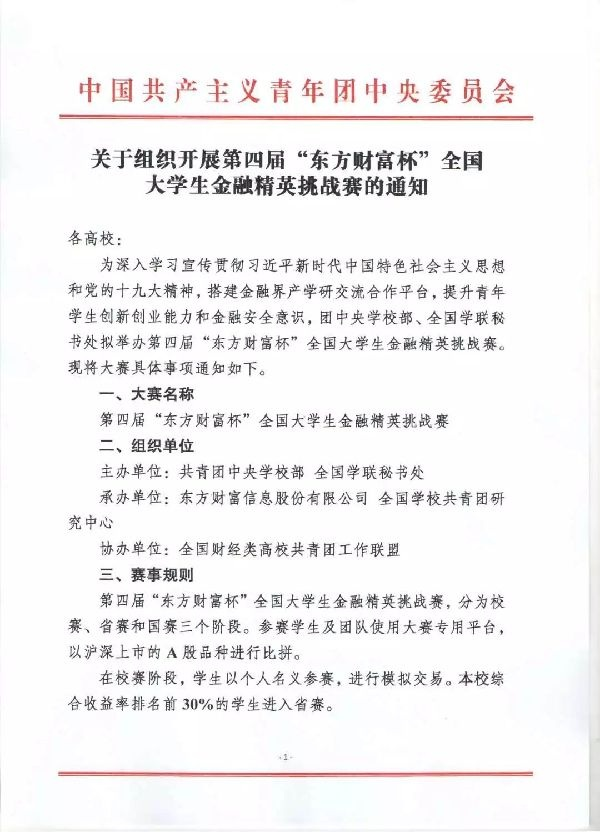 中国共产主义青年团中央委员会
关于组织开展第四届“东方财富杯”全国
大学生金融精英挑战赛的通知
各高校：
为深入学习宣传贯彻习近平新时代中国特色社会主义思想
和党的十九大精神，搭建金融界产学研交流合作平台，提升青年
学生创新创业能力和金融安全意识，团中央学校部、全国学联秘
书处拟举办第四届“东方财富杯”全国大学生金融精英挑战赛。
现将大赛具体事项通知如下。
一、大赛名称
第四届“东方财富杯”全国大学生金融精英挑战赛
二、组织单位
主办单位：共青团中央学校部 全国学联秘书处
承办单位：东方财富信息股份有限公司 全国学校共青团研
究中心
协办单位：全国财经类高校共青团工作联盟
三、赛事规则
第四届“东方财富杯”全国大学生金融精英挑战赛，分为校
赛、省赛和国赛三个阶段。参赛学生及团队使用大赛专用平台，
以沪深上市的 A 股品种进行比拼。
在校赛阶段，学生以个人名义参赛，进行模拟交易。本校综
合收益率排名前 30%的学生进入省赛。
- 1 -